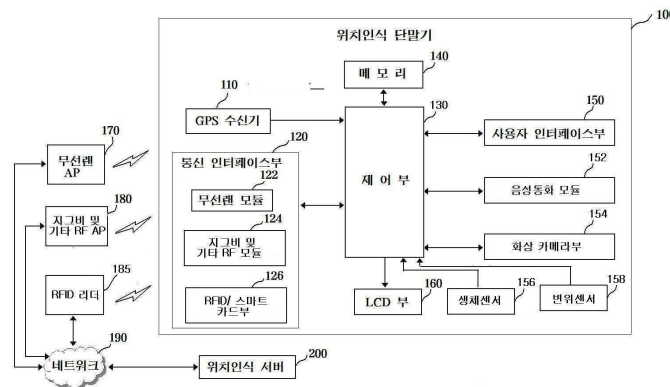 100
위치인식 단말기
140
메 모 리
110
GPS 수신기
130
제 어 부
150
사용자 인터페이스부
170
무선랜
AP
120
통신 인터페이스부
122
무선랜 모듈
152
음성통화 모듈
180
지그비 및
기타 RF AP
124
지그비 및
기타 RF 모듈
154
화상 카메라부
185
RFID 리더
126
RFID/ 스마트
카드부
LCD 부
160
생체센서
156
변위센서
158
190
네트워크
200
위치인식 서버